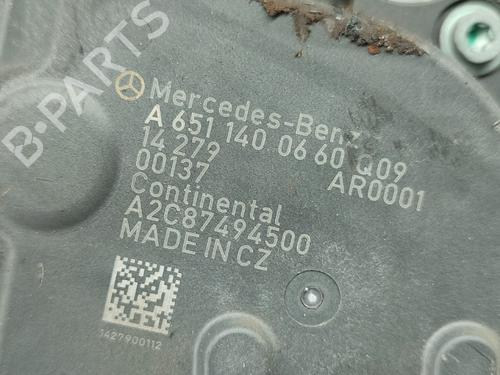 Mercedes-Benz
A 651 140 06 60 Q09
14 279 AR0001
00137
Continental
A2C87494500
MADE IN CZ
1427900112
B-PARTS